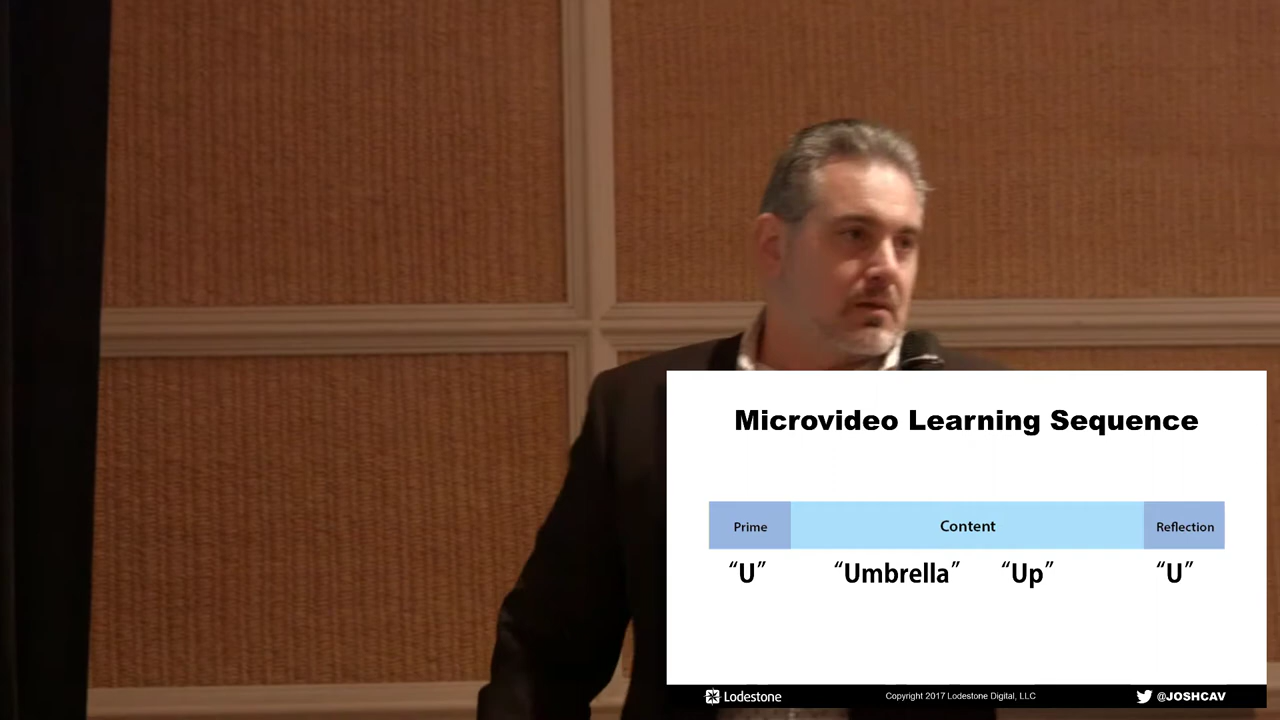 Microvideo Learning Sequence
Prime Content Reflection
“U” “Umbrella” “Up” “U”
Lodestone Copyright 2017 Lodestone Digital, LLC @JOSHCAV